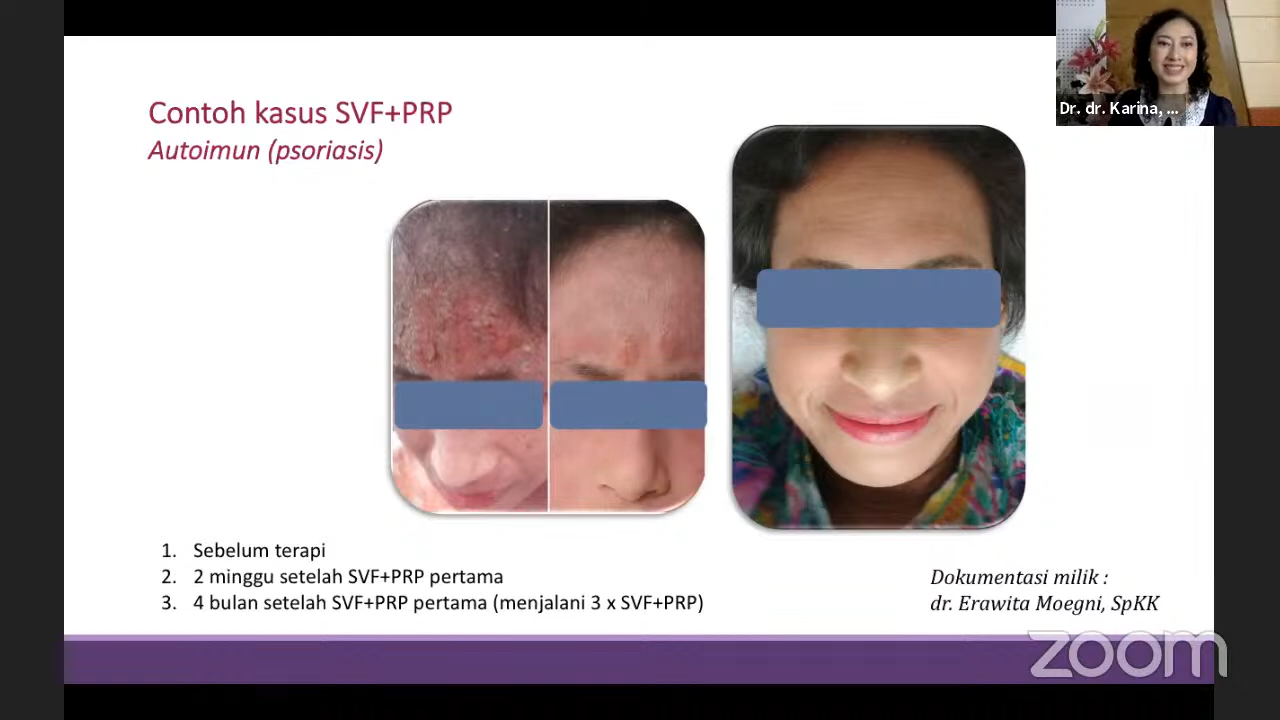 Contoh kasus SVF+PRP
Autoimun (psoriasis)
Dr. dr. Karina, ...
1. Sebelum terapi
2. 2 minggu setelah SVF+PRP pertama
3. 4 bulan setelah SVF+PRP pertama (menjalani 3 x SVF+PRP)
Dokumentasi milik :
dr. Erawita Moegni, SpKK
zoom